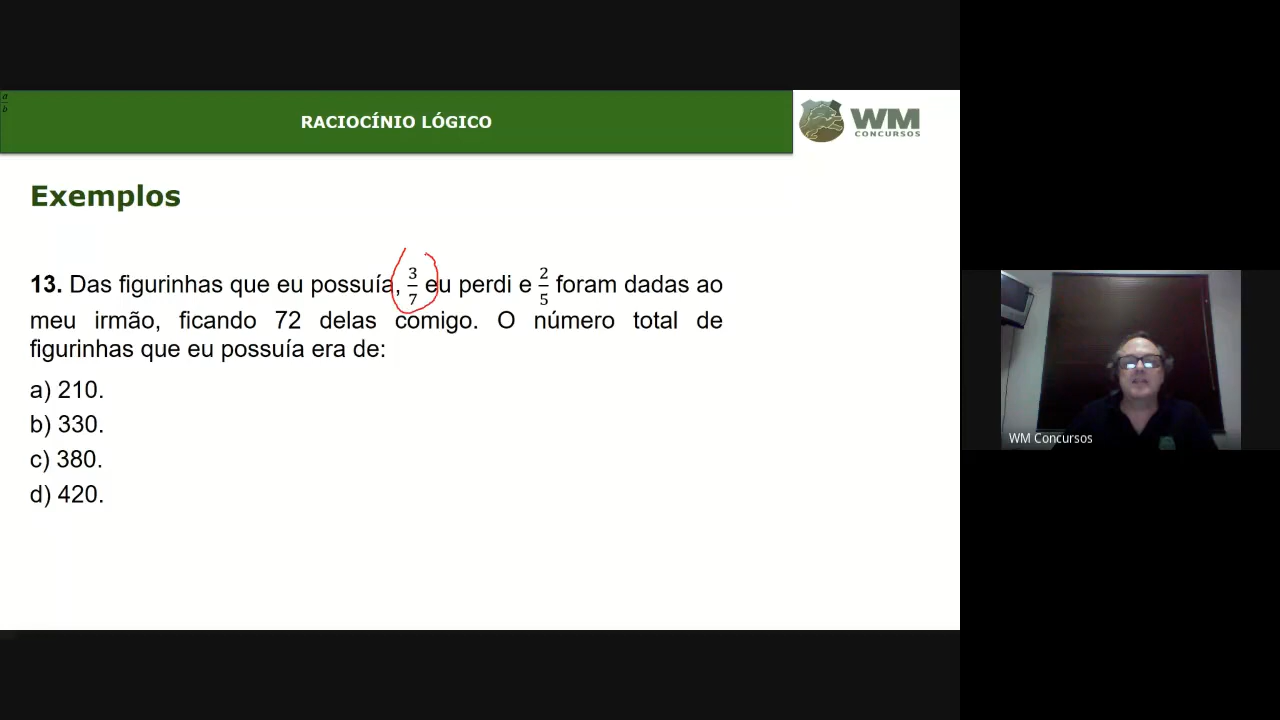 a
b
RACIOCÍNIO LÓGICO
WM
CONCURSOS
Exemplos
13. Das figurinhas que eu possuía, 3/7 eu perdi e 2/5 foram dadas ao
meu irmão, ficando 72 delas comigo. O número total de
figurinhas que eu possuía era de:
a) 210.
b) 330.
c) 380.
d) 420.
WM Concursos